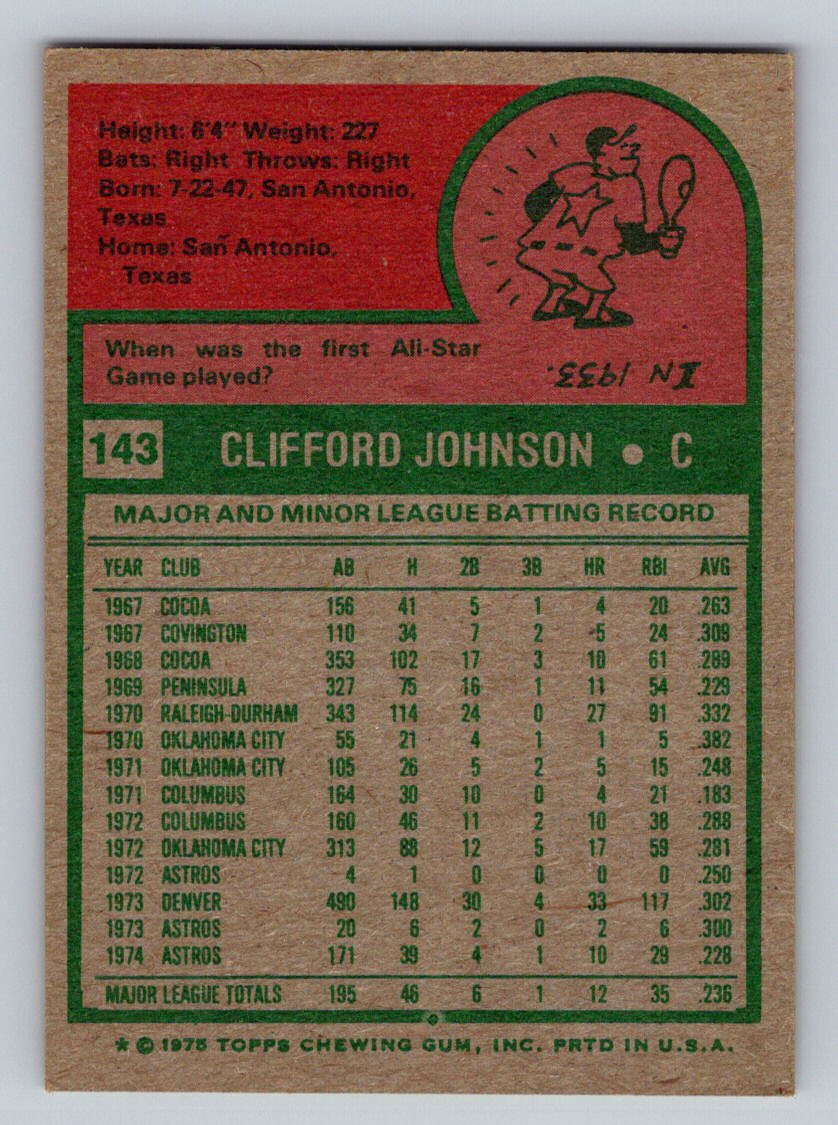 Height: 6'4" Weight: 227
Bats: Right Throws: Right
Born: 7-22-47, San Antonio,
Texas
Home: San Antonio,
Texas
When was the first All-Star
Game played?
IN 1933.
143 CLIFFORD JOHNSON • C
MAJOR AND MINOR LEAGUE BATTING RECORD
YEAR CLUB AB H 2B 3B HR RBI AVG
1967 COCOA 156 41 5 1 4 20 .263
1967 COVINGTON 110 34 7 2 5 24 .309
1968 COCOA 353 102 17 3 10 61 .289
1969 PENINSULA 327 75 16 1 11 54 .229
1970 RALEIGH-DURHAM 343 114 24 0 27 91 .332
1970 OKLAHOMA CITY 55 21 4 1 1 5 .382
1971 OKLAHOMA CITY 105 26 5 2 5 15 .248
1971 COLUMBUS 164 30 10 0 4 21 .183
1972 COLUMBUS 160 46 11 2 10 38 .288
1972 OKLAHOMA CITY 313 88 12 5 17 59 .281
1972 ASTROS 4 1 0 0 0 0 .250
1973 DENVER 490 148 30 4 33 117 .302
1973 ASTROS 20 6 2 0 2 6 .300
1974 ASTROS 171 39 4 1 10 29 .228
MAJOR LEAGUE TOTALS 195 46 6 1 12 35 .236
* © 1975 TOPPS CHEWING GUM, INC. PRTD IN U.S.A.